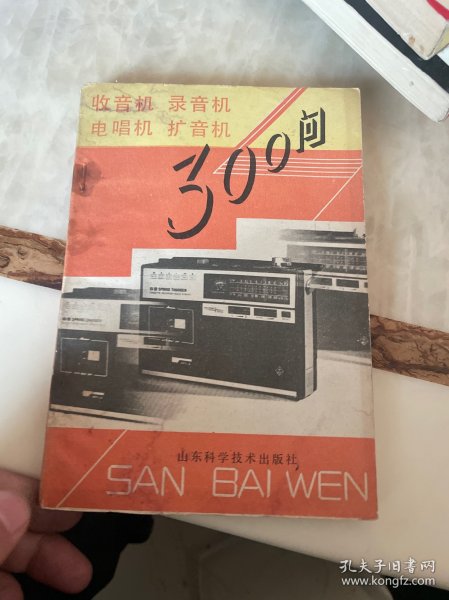 收音机 录音机
电唱机 扩音机
300问
山东科学技术出版社
SAN BAI WEN
孔夫子旧书网
www.kongfz.com